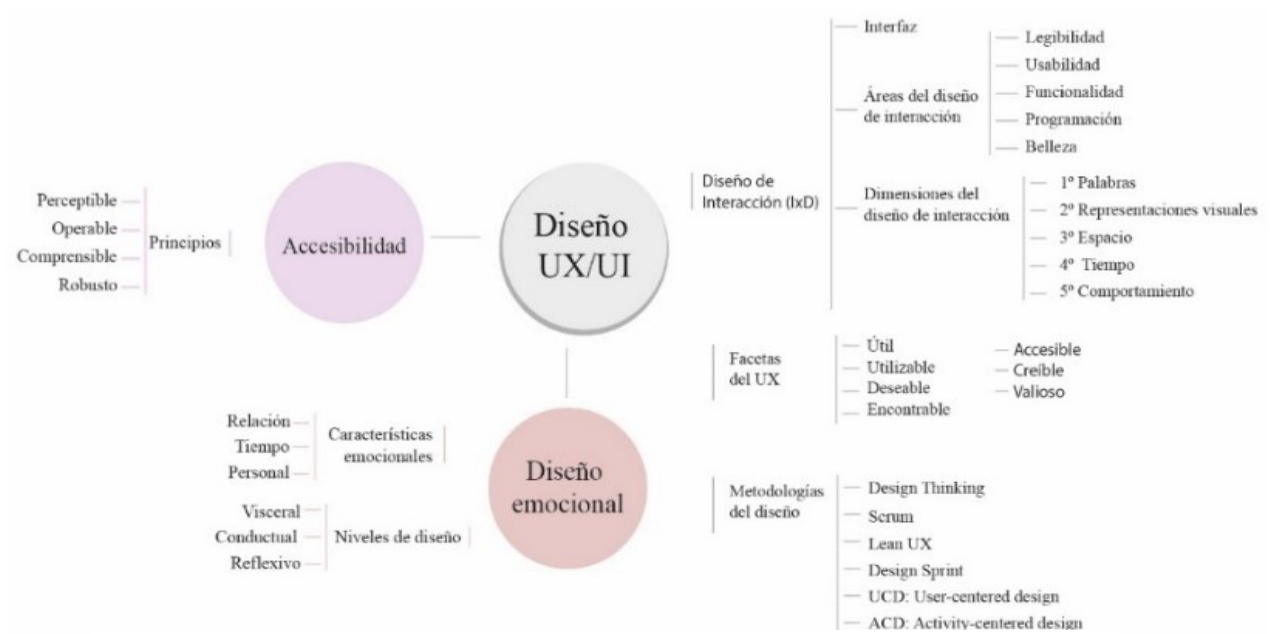 Diseño
UX/UI
Accesibilidad
Principios
Perceptible
Operable
Comprensible
Robusto
Diseño
emocional
Características
emocionales
Relación
Tiempo
Personal
Niveles de diseño
Visceral
Conductual
Reflexivo
Diseño de
Interacción (IxD)
Interfaz
Áreas del diseño
de interacción
Legibilidad
Usabilidad
Funcionalidad
Programación
Belleza
Dimensiones del
diseño de interacción
1º Palabras
2º Representaciones visuales
3º Espacio
4º Tiempo
5º Comportamiento
Facetas
del UX
Útil
Utilizable
Deseable
Encontrable
Accesible
Creíble
Valioso
Metodologías
del diseño
Design Thinking
Scrum
Lean UX
Design Sprint
UCD: User-centered design
ACD: Activity-centered design